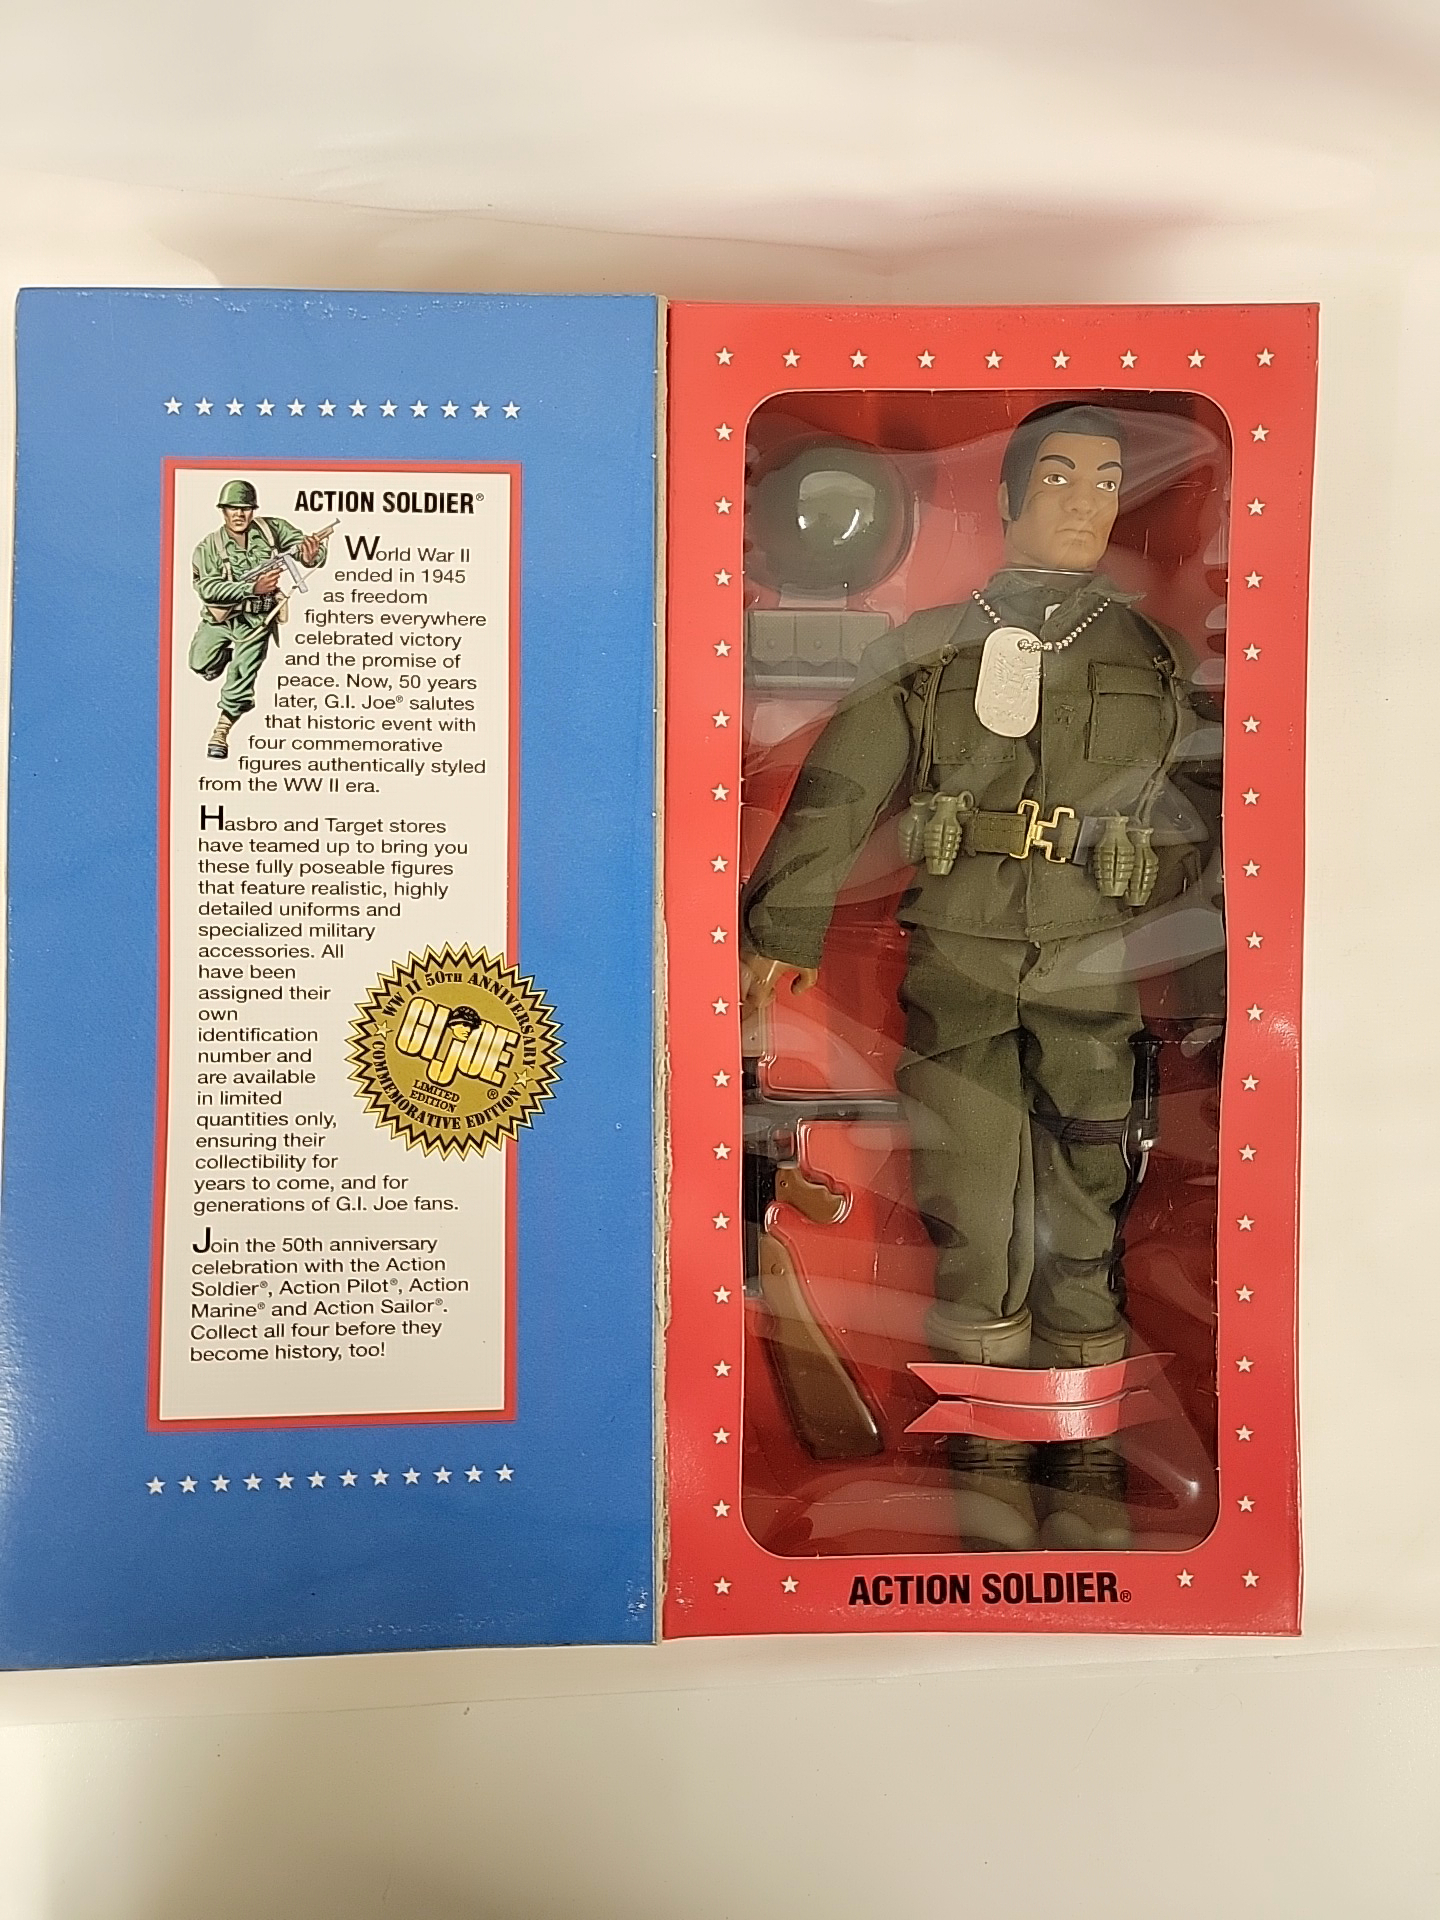 ACTION SOLDIER®
World War II
ended in 1945
as freedom
fighters everywhere
celebrated victory
and the promise of
peace. Now, 50 years
later, G.I. Joe® salutes
that historic event with
four commemorative
figures authentically styled
from the WW II era.
Hasbro and Target stores
have teamed up to bring you
these fully poseable figures
that feature realistic, highly
detailed uniforms and
specialized military
accessories. All
have been
assigned their
own
identification
number and
are available
in limited
quantities only,
ensuring their
collectibility for
years to come, and for
generations of G.I. Joe fans.
WW II 50TH ANNIVERSARY
GI JOE
®
LIMITED
EDITION
COMMEMORATIVE EDITION
Join the 50th anniversary
celebration with the Action
Soldier®, Action Pilot®, Action
Marine® and Action Sailor®.
Collect all four before they
become history, too!
ACTION SOLDIER®